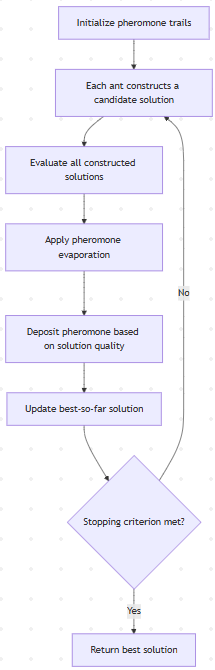 Initialize pheromone trails
Each ant constructs a
candidate solution
Evaluate all constructed
solutions
Apply pheromone
evaporation
Deposit pheromone based
on solution quality
Update best-so-far solution
Stopping criterion met?
No
Yes
Return best solution